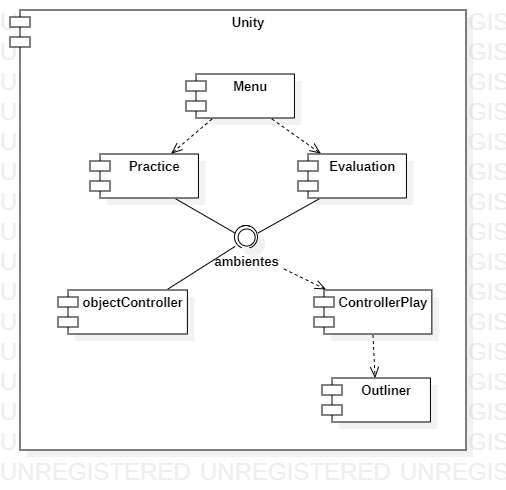 Unity
Menu
Practice
Evaluation
ambientes
objectController
ControllerPlay
Outliner
UNREGISTERED UNREGISTERED UNREGIS